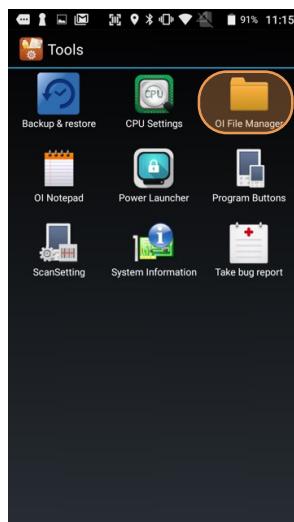 91% 11:15
Tools
Backup & restore CPU Settings OI File Manager
OI Notepad Power Launcher Program Buttons
ScanSetting System Information Take bug report